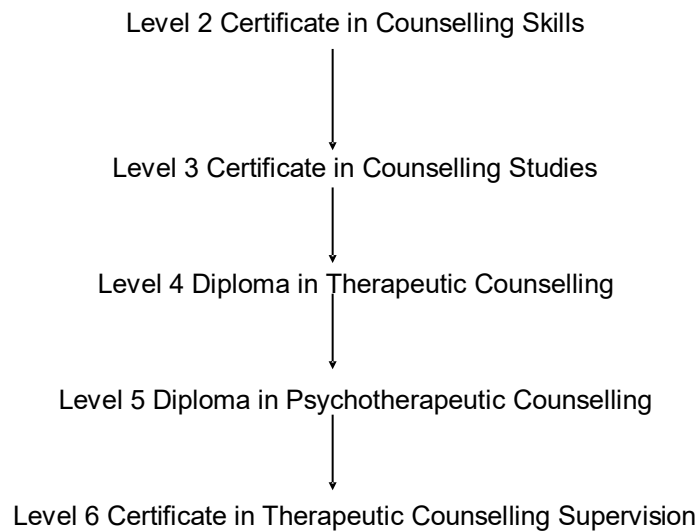 Level 2 Certificate in Counselling Skills
Level 3 Certificate in Counselling Studies
Level 4 Diploma in Therapeutic Counselling
Level 5 Diploma in Psychotherapeutic Counselling
Level 6 Certificate in Therapeutic Counselling Supervision